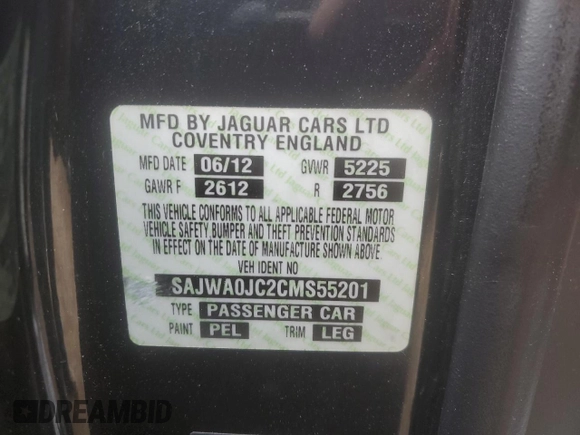 MFD BY JAGUAR CARS LTD
COVENTRY ENGLAND
MFD DATE 06/12 GVWR 5225
GAWR F 2612 R 2756
THIS VEHICLE CONFORMS TO ALL APPLICABLE FEDERAL MOTOR
VEHICLE SAFETY,BUMPER AND THEFT PREVENTION STANDARDS
IN EFFECT ON THE DATE OF MANUFACTURE SHOWN ABOVE.
VEH IDENT NO
SAJWA0JC2CMS55201
TYPE PASSENGER CAR
PAINT PEL TRIM LEG
DREAMBID